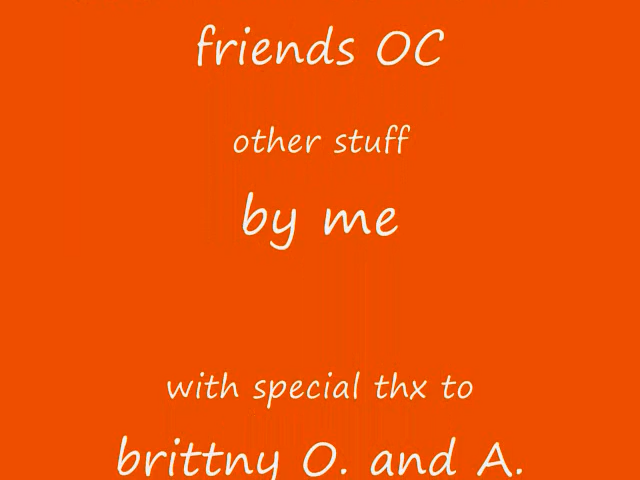 friends OC
other stuff
by me
with special thx to
brittny O. and A.